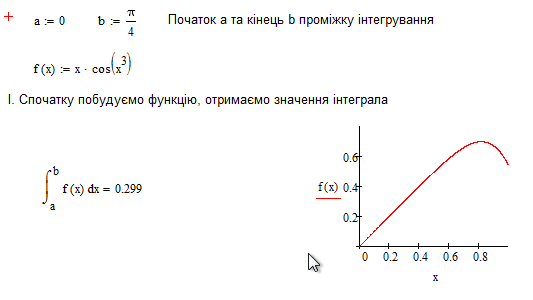 a := 0 b := π/4 Початок а та кінець b проміжку інтегрування
f(x) := x · cos(x³)
І. Спочатку побудуємо функцію, отримаємо значення інтеграла
∫ₐᵇ f(x) dx = 0.299
0.6
f(x) 0.4
0.2
0 0.2 0.4 0.6 0.8
x